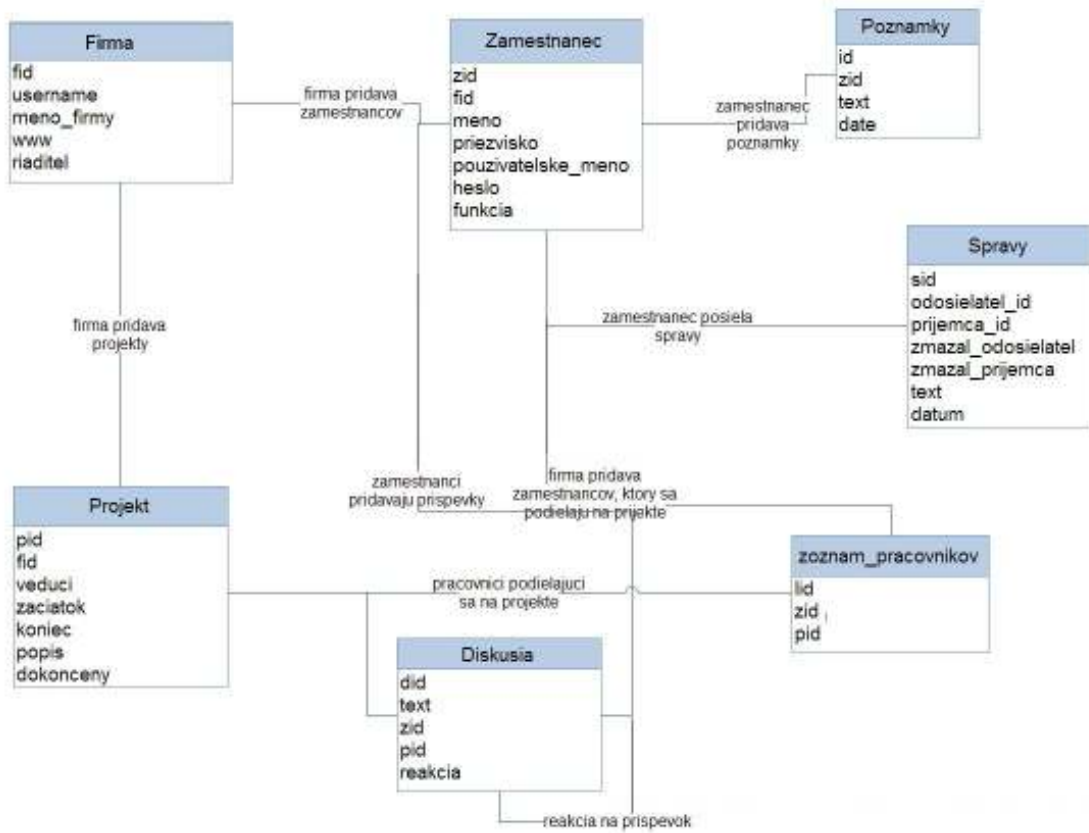 Firma
fid
username
meno_firmy
www
riaditel
firma pridava
zamestnancov
Zamestnanec
zid
fid
meno
priezvisko
pouzivatelske_meno
heslo
funkcia
zamestnanec
pridava
poznamky
Poznamky
id
zid
text
date
Spravy
sid
odosielatel_id
prijemca_id
zmazal_odosielatel
zmazal_prijemca
text
datum
zamestnanec posiela
spravy
firma pridava
projekty
zamestnanci
pridavaju prispevky
firma pridava
zamestnancov, ktory sa
podielaju na prijekte
Projekt
pid
fid
veduci
zaciatok
koniec
popis
dokonceny
pracovnici podielajuci
sa na projekte
zoznam_pracovnikov
lid
zid
pid
Diskusia
did
text
zid
pid
reakcia
reakcia na prispevok